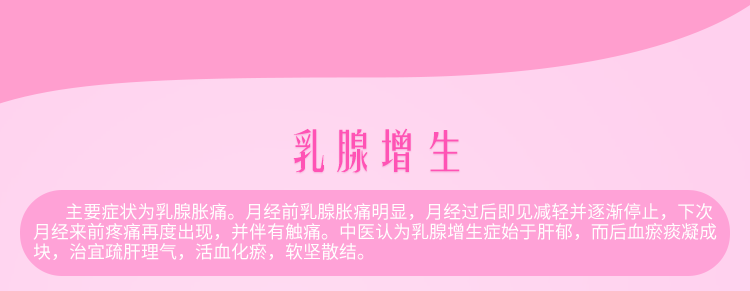 乳腺增生
主要症状为乳腺胀痛。月经前乳腺胀痛明显，月经过后即见减轻并逐渐停止，下次
月经来前疼痛再度出现，并伴有触痛。中医认为乳腺增生症始于肝郁，而后血瘀痰凝成
块，治宜疏肝理气，活血化瘀，软坚散结。